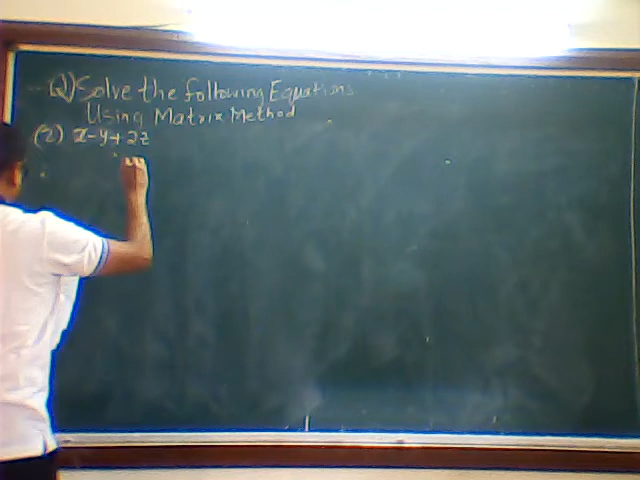 Q) Solve the following Equations
Using Matrix Method
(2) x-y+2z